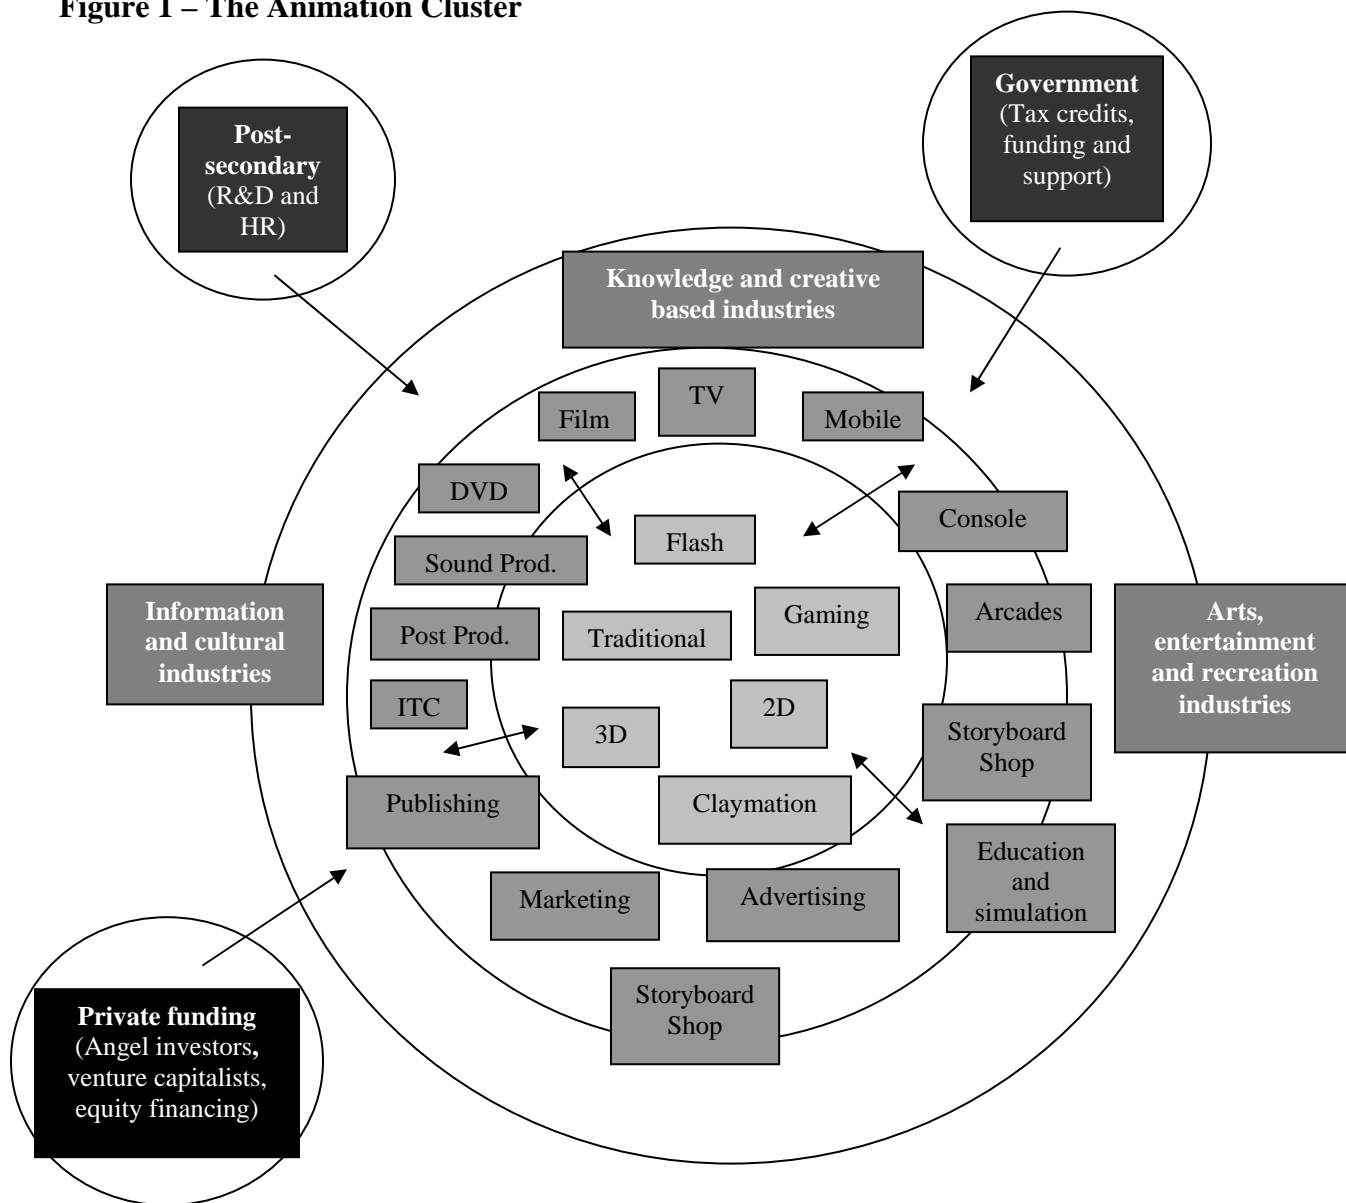 Figure 1 – The Animation Cluster
Post-
secondary
(R&D and
HR)
Government
(Tax credits,
funding and
support)
Knowledge and creative
based industries
TV
Film
Mobile
DVD
Console
Flash
Sound Prod.
Information
and cultural
industries
Post Prod.
Traditional
Gaming
Arcades
Arts,
entertainment
and recreation
industries
ITC
3D
2D
Storyboard
Shop
Publishing
Claymation
Education
and
simulation
Marketing
Advertising
Storyboard
Shop
Private funding
(Angel investors,
venture capitalists,
equity financing)